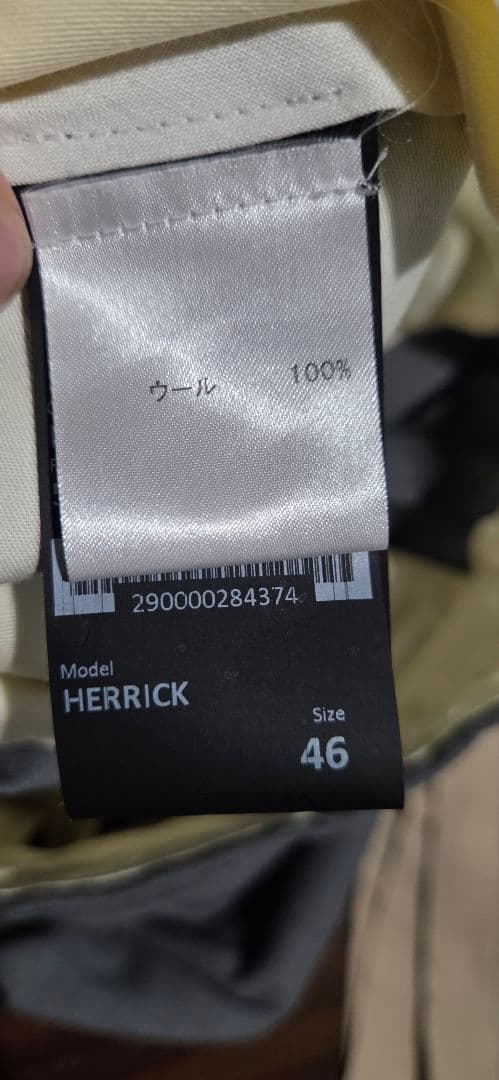 ウール 100%
290000284374
Model
HERRICK
Size
46